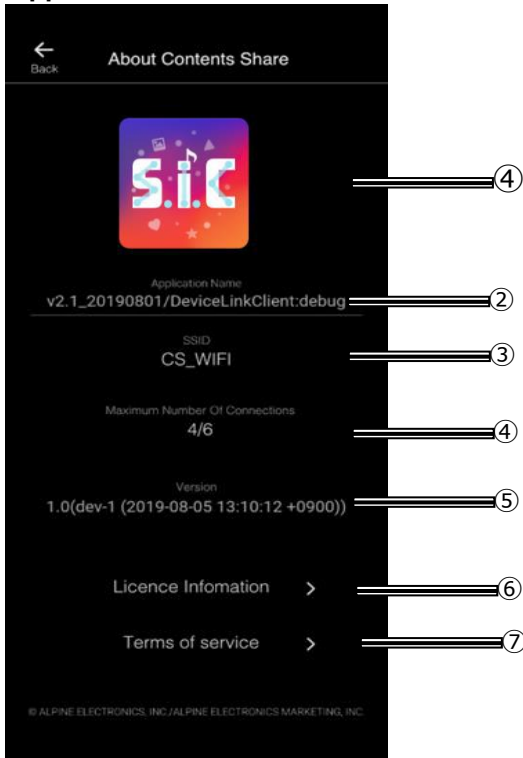 Back
About Contents Share
S.i.C
④
Application Name
v2.1_20190801/DeviceLinkClient:debug
②
SSID
CS_WIFI
③
Maximum Number Of Connections
4/6
④
Version
1.0(dev-1 (2019-08-05 13:10:12 +0900))
⑤
Licence Infomation
⑥
Terms of service
⑦
© ALPINE ELECTRONICS, INC./ALPINE ELECTRONICS MARKETING, INC.